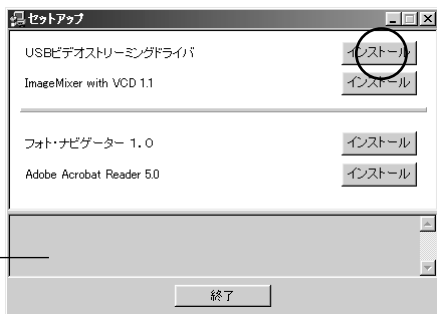 セットアップ
USBビデオストリーミングドライバ インストール
ImageMixer with VCD 1.1 インストール
フォト・ナビゲーター 1.0 インストール
Adobe Acrobat Reader 5.0 インストール
終了